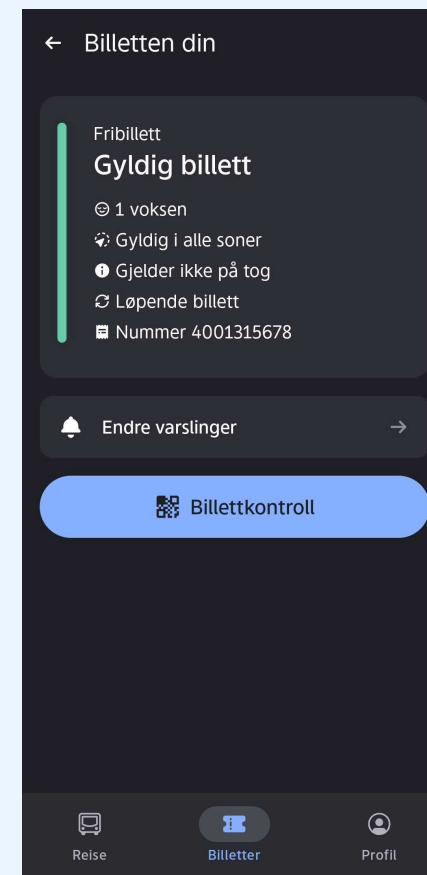 Billetten din
Fribillett
Gyldig billett
1 voksen
Gyldig i alle soner
Gjelder ikke på tog
Løpende billett
Nummer 4001315678
Endre varslinger
Billettkontroll
Reise
Billetter
Profil